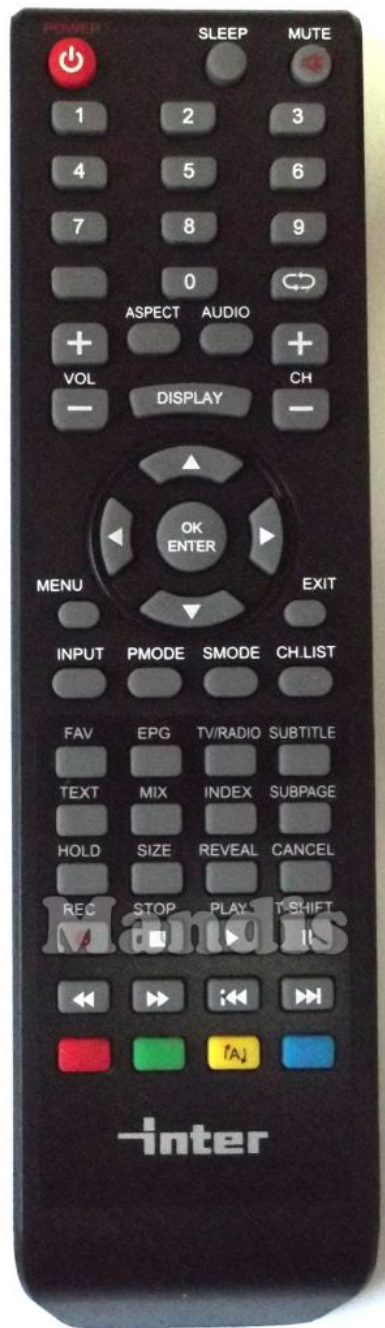 POWER SLEEP MUTE
1 2 3
4 5 6
7 8 9
0
ASPECT AUDIO
+ +
VOL CH
DISPLAY
- -
OK
ENTER
MENU EXIT
INPUT PMODE SMODE CH.LIST
FAV EPG TV/RADIO SUBTITLE
TEXT MIX INDEX SUBPAGE
HOLD SIZE REVEAL CANCEL
REC STOP PLAY T-SHIFT
Mandis
[A]
inter